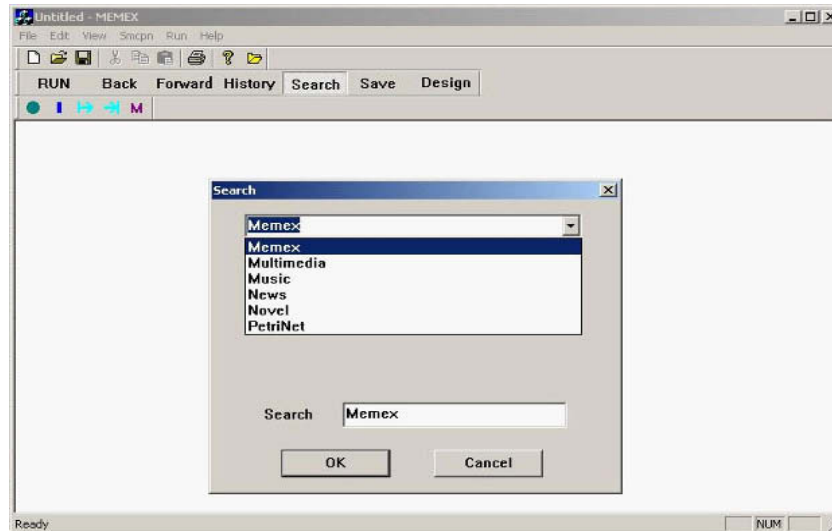 Untitled - MEMEX
File Edit View Smcpn Run Help
RUN Back Forward History Search Save Design
M
Search
Memex
Memex
Multimedia
Music
News
Novel
PetriNet
Search Memex
OK Cancel
Ready NUM